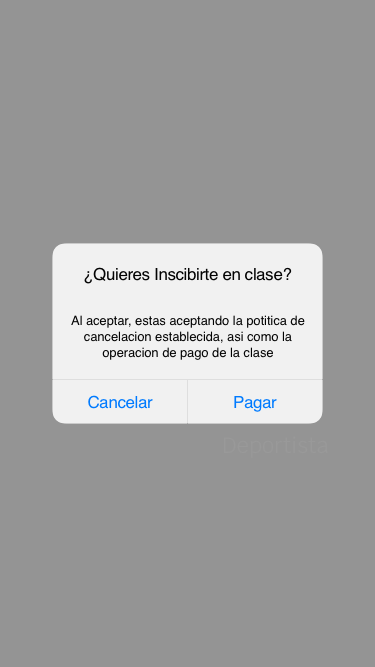 ¿Quieres Inscibirte en clase?
Al aceptar, estas aceptando la potitica de
cancelacion establecida, asi como la
operacion de pago de la clase
Cancelar
Pagar
Deportista